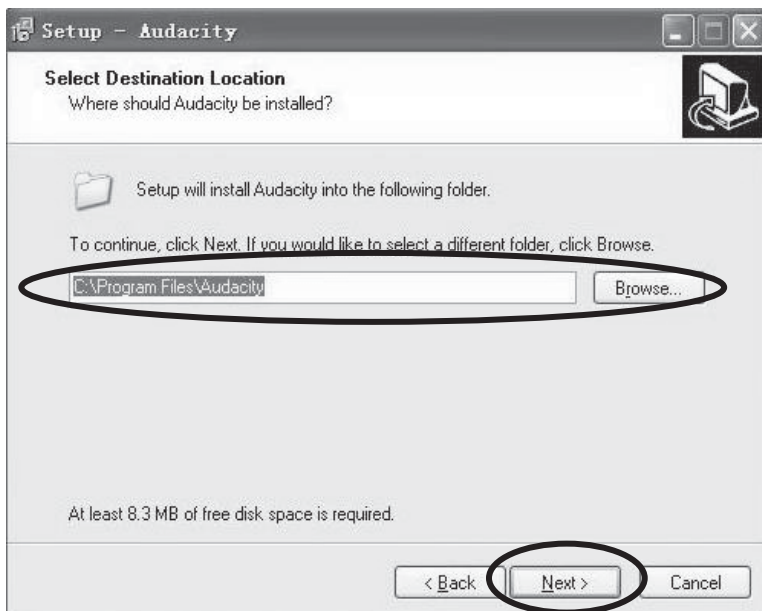 Setup - Audacity
Select Destination Location
Where should Audacity be installed?
Setup will install Audacity into the following folder.
To continue, click Next. If you would like to select a different folder, click Browse.
C:\Program Files\Audacity
Browse...
At least 8.3 MB of free disk space is required.
< Back
Next >
Cancel